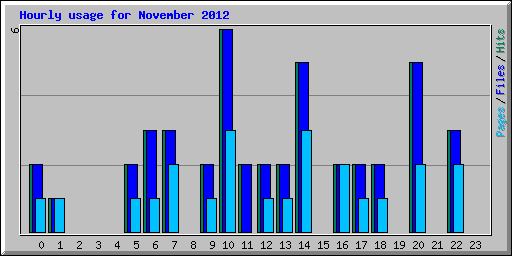 Hourly usage for November 2012
6
Pages / Files / Hits
0 1 2 3 4 5 6 7 8 9 10 11 12 13 14 15 16 17 18 19 20 21 22 23